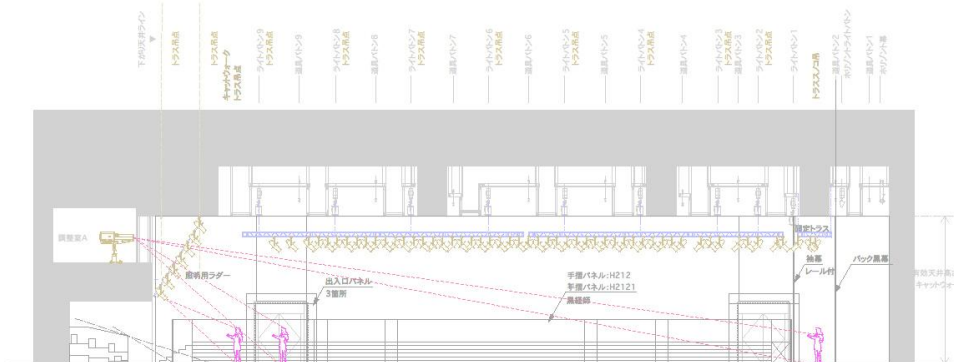 下がり天井ライン
トラス吊点
トラス吊点
キャットウォーク
トラス吊点
ライトバトン9
トラス吊点
道具バトン9
ライトバトン8
トラス吊点
道具バトン8
ライトバトン7
トラス吊点
道具バトン7
ライトバトン6
トラス吊点
道具バトン6
ライトバトン5
トラス吊点
道具バトン5
ライトバトン4
トラス吊点
道具バトン4
ライトバトン3
トラス吊点
道具バトン3
ライトバトン2
トラス吊点
ライトバトン1
トラススノコ吊
道具バトン2
ホリゾントライトバトン
道具バトン1
ホリゾント幕
調整室A
照明用ラダー
出入口パネル
3箇所
手摺パネル:H212
手摺パネル:H2121
固定トラス
袖幕
レール付
バック黒幕
キャットウォ